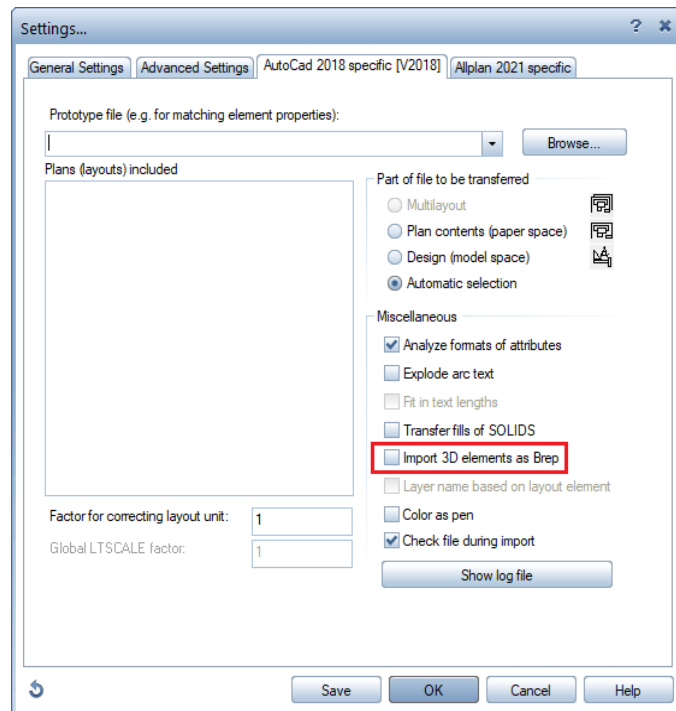 Settings...
General Settings
Advanced Settings
AutoCad 2018 specific [V2018]
Allplan 2021 specific
Prototype file (e.g. for matching element properties):
Browse...
Plans (layouts) included
Part of file to be transferred
Multilayout
Plan contents (paper space)
Design (model space)
Automatic selection
Miscellaneous
Analyze formats of attributes
Explode arc text
Fit in text lengths
Transfer fills of SOLIDS
Import 3D elements as Brep
Layer name based on layout element
Color as pen
Check file during import
Show log file
Factor for correcting layout unit:
1
Global LTSCALE factor:
1
Save
OK
Cancel
Help